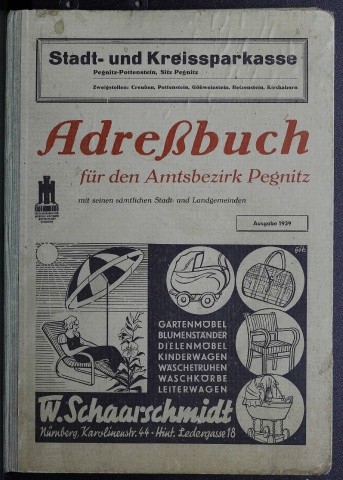 Stadt- und Kreissparkasse
Pegnitz-Pottenstein, Sitz Pegnitz
Zweigstellen: Creußen, Pottenstein, Gößweinstein, Betzenstein, Kirchahorn
Adreßbuch
für den Amtsbezirk Pegnitz
mit seinen sämtlichen Stadt- und Landgemeinden
Ausgabe 1939
GARTENMÖBEL
BLUMENSTÄNDER
DIELENMÖBEL
KINDERWAGEN
WASCHETRUHEN
WASCHKÖRBE
LEITERWAGEN
W. Schaarschmidt
Nürnberg, Karolinenstr. 44 - Hint. Ledergasse 18